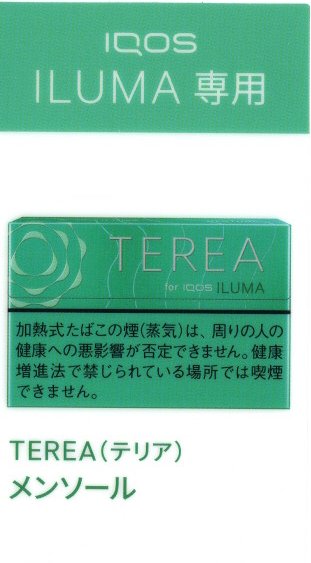 IQOS
ILUMA 専用
TEREA
for IQOS ILUMA
加熱式たばこの煙(蒸気)は、周りの人の
健康への悪影響が否定できません。健康
増進法で禁じられている場所では喫煙
できません。
TEREA(テリア)
メンソール